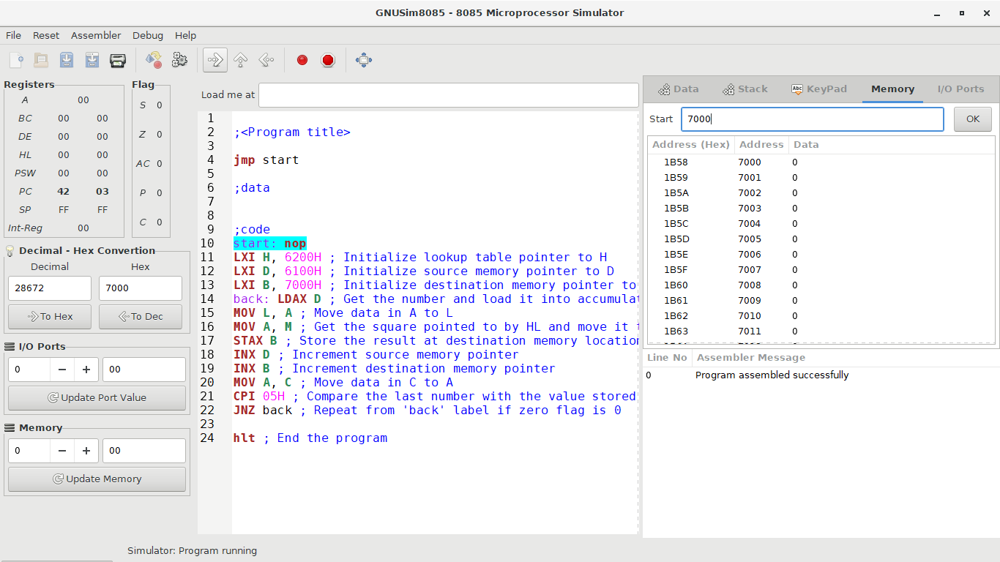 GNUSim8085 - 8085 Microprocessor Simulator
File Reset Assembler Debug Help
Registers
A 00
BC 00 00
DE 00 00
HL 00 00
PSW 00 00
PC 42 03
SP FF FF
Int-Reg 00
Flag
S 0
Z 0
AC 0
P 0
C 0
Decimal - Hex Convertion
Decimal Hex
28672 7000
To Hex To Dec
I/O Ports
0 − + 00
Update Port Value
Memory
0 − + 00
Update Memory
Load me at
1
2 ;<Program title>
3
4 jmp start
5
6 ;data
7
8
9 ;code
10 start: nop
11 LXI H, 6200H ; Initialize lookup table pointer to H
12 LXI D, 6100H ; Initialize source memory pointer to D
13 LXI B, 7000H ; Initialize destination memory pointer to
14 back: LDAX D ; Get the number and load it into accumulat
15 MOV L, A ; Move data in A to L
16 MOV A, M ; Get the square pointed to by HL and move it
17 STAX B ; Store the result at destination memory location
18 INX D ; Increment source memory pointer
19 INX B ; Increment destination memory pointer
20 MOV A, C ; Move data in C to A
21 CPI 05H ; Compare the last number with the value stored
22 JNZ back ; Repeat from 'back' label if zero flag is 0
23
24 hlt ; End the program
Data Stack Abc KeyPad Memory I/O Ports
Start 7000 OK
Address (Hex) Address Data
1B58 7000 0
1B59 7001 0
1B5A 7002 0
1B5B 7003 0
1B5C 7004 0
1B5D 7005 0
1B5E 7006 0
1B5F 7007 0
1B60 7008 0
1B61 7009 0
1B62 7010 0
1B63 7011 0
Line No Assembler Message
0 Program assembled successfully
Simulator: Program running